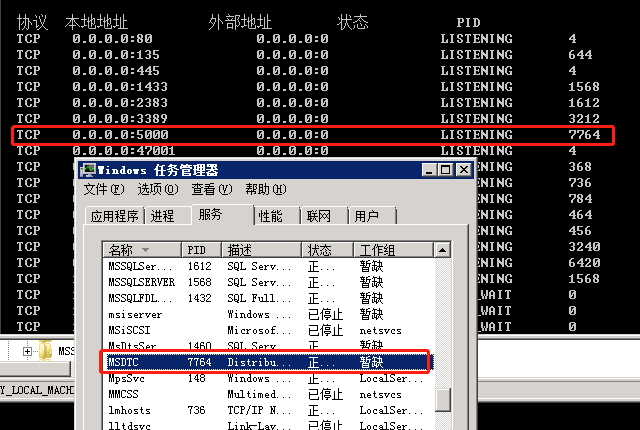 协议 本地地址 外部地址 状态 PID
TCP 0.0.0.0:80 0.0.0.0:0 LISTENING 4
TCP 0.0.0.0:135 0.0.0.0:0 LISTENING 644
TCP 0.0.0.0:445 0.0.0.0:0 LISTENING 4
TCP 0.0.0.0:1433 0.0.0.0:0 LISTENING 1568
TCP 0.0.0.0:2383 0.0.0.0:0 LISTENING 1612
TCP 0.0.0.0:3389 0.0.0.0:0 LISTENING 3212
TCP 0.0.0.0:5000 0.0.0.0:0 LISTENING 7764
TCP 0.0.0.0:47001 0.0.0.0:0 LISTENING 4
TCP 368
TCP 736
TCP 784
TCP 464
TCP 456
TCP 3240
TCP 6420
TCP 1568
_WAIT 0
_WAIT 0
_WAIT 0
Windows 任务管理器
文件(F) 选项(O) 查看(V) 帮助(H)
应用程序 进程 服务 性能 联网 用户
名称 PID 描述 状态 工作组
MSSQLSer... 1612 SQL Serv... 正... 暂缺
MSSQLSERVER 1568 SQL Serv... 正... 暂缺
MSSQLFDL... 1432 SQL Full... 正... 暂缺
msiserver Windows ... 已停止 暂缺
MSiSCSI Microsof... 已停止 netsvcs
MsDtsSer... 1460 SQL Serv... 正... 暂缺
MSDTC 7764 Distribu... 正... 暂缺
MpsSvc 148 Windows ... 正... LocalSer...
MMCSS Multimed... 已停止 netsvcs
lmhosts 736 TCP/IP N... 正... LocalSer...
lltdsvc Link-Lay... 已停止 LocalSer...
MSS
Y_LOCAL_MACH